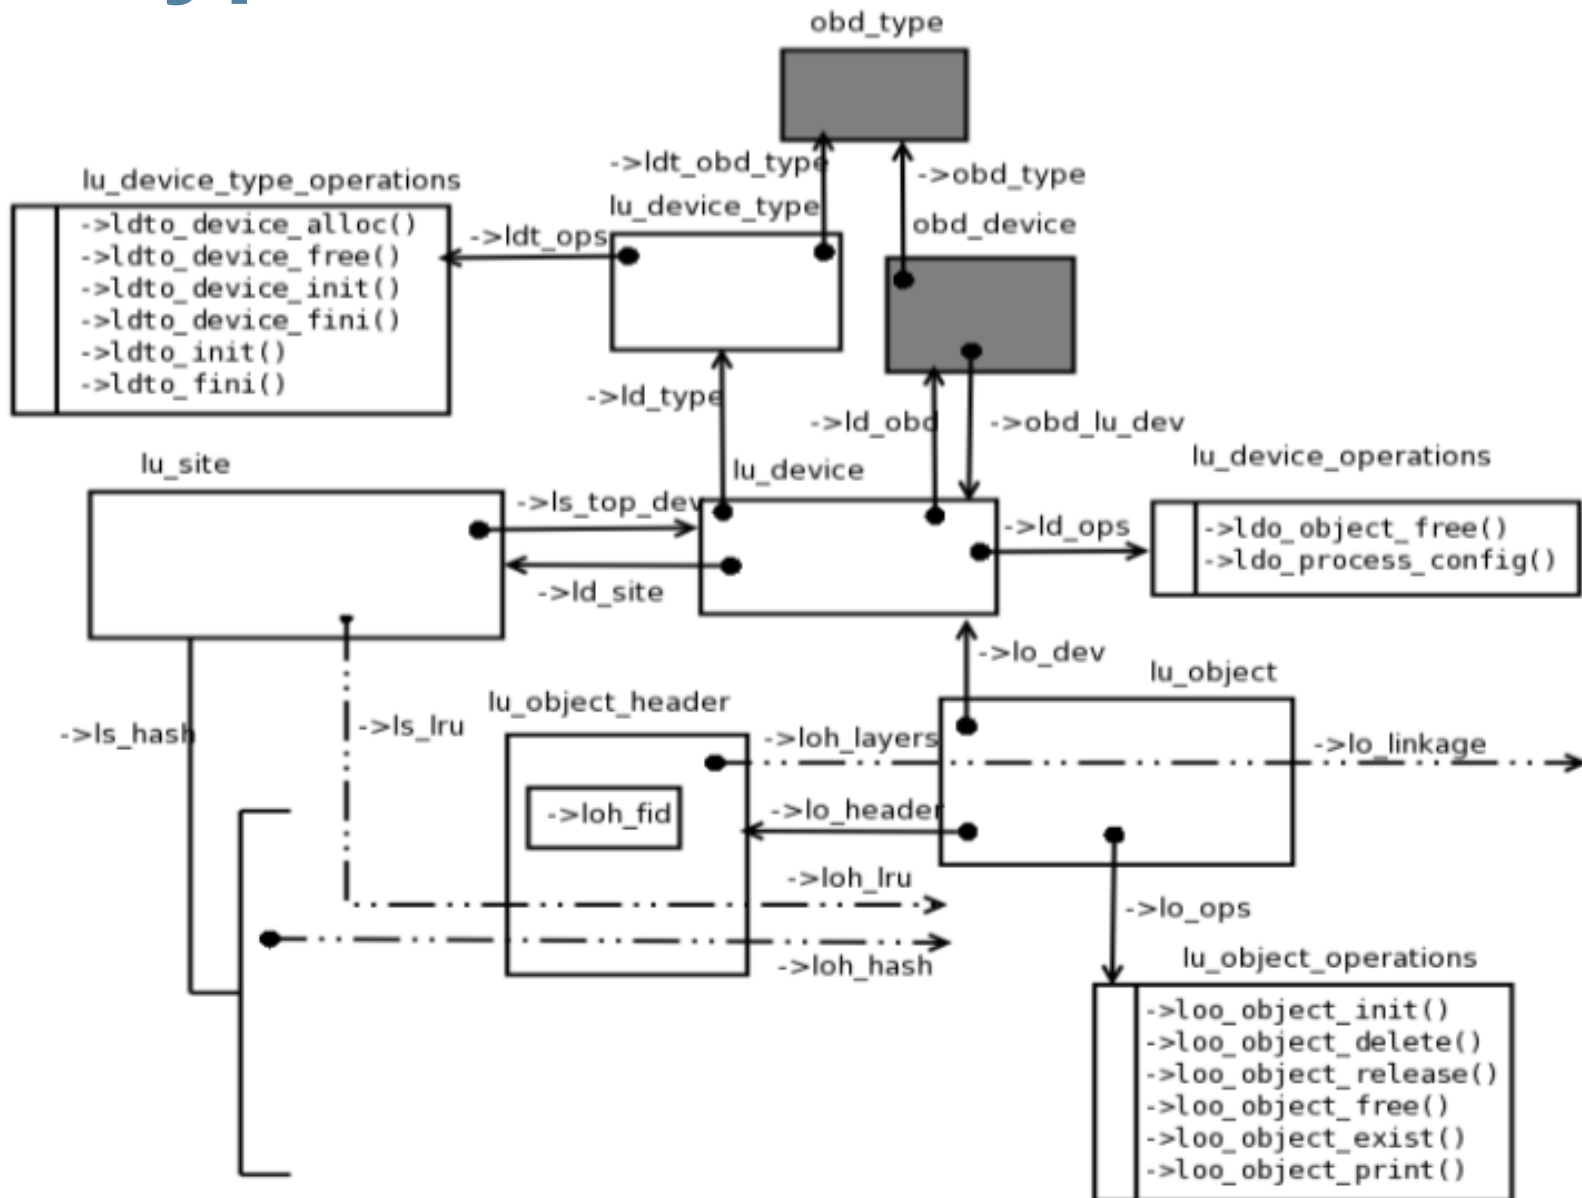 obd_type
->ldt_obd_type
->obd_type
lu_device_type_operations
lu_device_type
obd_device
->ldto_device_alloc()
->ldto_device_free()
->ldto_device_init()
->ldto_device_fini()
->ldto_init()
->ldto_fini()
->ldt_ops
->ld_type
->ld_obd
->obd_lu_dev
lu_site
lu_device
lu_device_operations
->ls_top_dev
->ld_ops
->ldo_object_free()
->ldo_process_config()
->ld_site
->lo_dev
lu_object
lu_object_header
->ls_hash
->ls_lru
->loh_layers
->lo_linkage
->loh_fid
->lo_header
->loh_lru
->lo_ops
->loh_hash
lu_object_operations
->loo_object_init()
->loo_object_delete()
->loo_object_release()
->loo_object_free()
->loo_object_exist()
->loo_object_print()